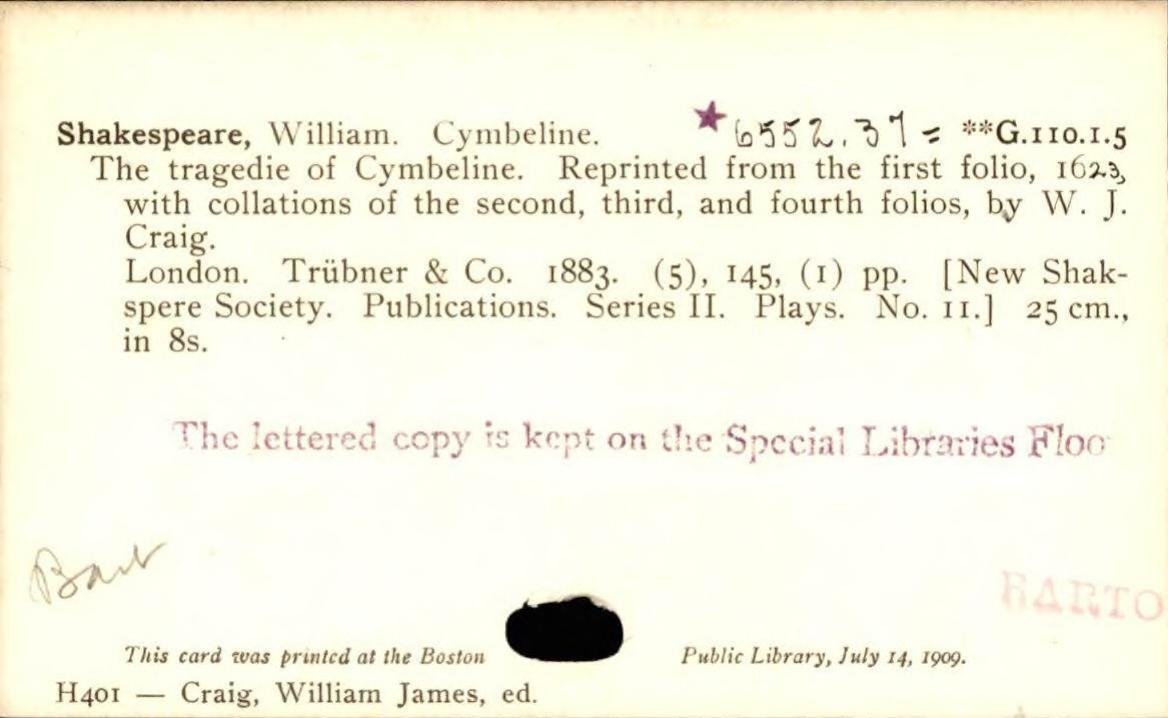 Shakespeare, William. Cymbeline. ★6552.37 = **G.110.1.5
The tragedie of Cymbeline. Reprinted from the first folio, 1623,
with collations of the second, third, and fourth folios, by W. J.
Craig.
London. Trübner & Co. 1883. (5), 145, (1) pp. [New Shak-
spere Society. Publications. Series II. Plays. No. 11.] 25 cm.,
in 8s.
The lettered copy is kept on the Special Libraries Floo
Bart
BARTO
This card was printed at the Boston Public Library, July 14, 1909.
H401 — Craig, William James, ed.